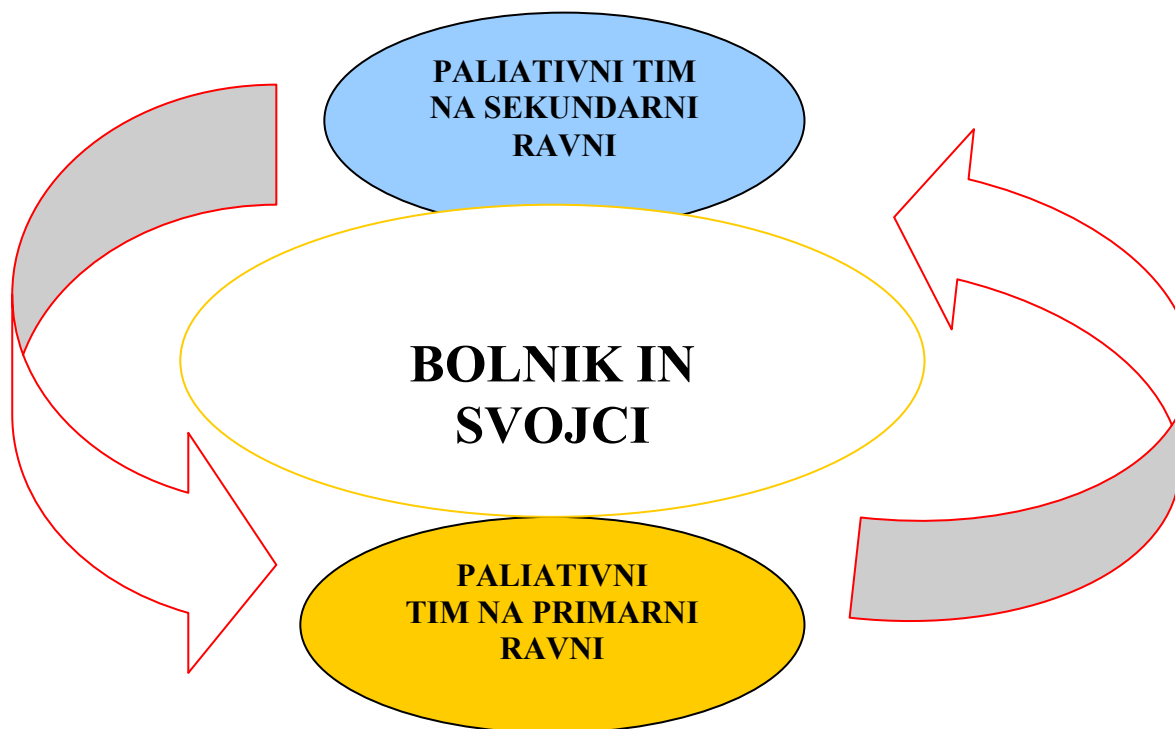 PALIATIVNI TIM
NA SEKUNDARNI
RAVNI
BOLNIK IN
SVOJCI
PALIATIVNI
TIM NA PRIMARNI
RAVNI